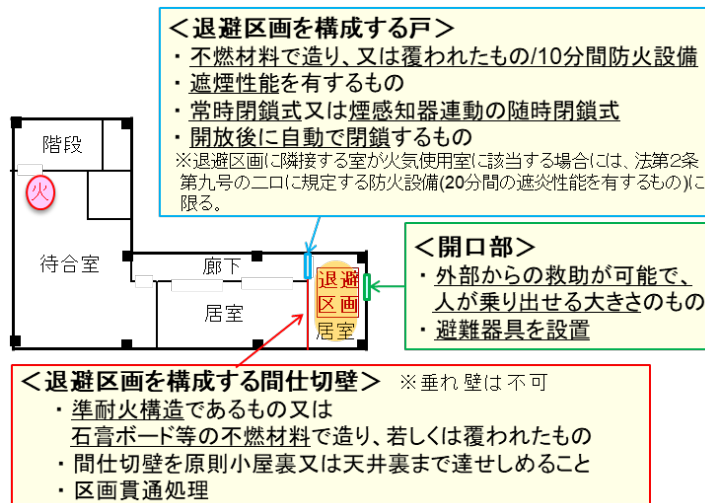 ＜退避区画を構成する戸＞
・不燃材料で造り、又は覆われたもの/10分間防火設備
・遮煙性能を有するもの
・常時閉鎖式又は煙感知器連動の随時閉鎖式
・開放後に自動で閉鎖するもの
※退避区画に隣接する室が火気使用室に該当する場合には、法第2条
第九号の二ロに規定する防火設備(20分間の遮炎性能を有するもの)に
限る。
階段
火
待合室
廊下
居室
退避
区画
居室
＜開口部＞
・外部からの救助が可能で、
人が乗り出せる大きさのもの
・避難器具を設置
＜退避区画を構成する間仕切壁＞ ※垂れ壁は不可
・準耐火構造であるもの又は
石膏ボード等の不燃材料で造り、若しくは覆われたもの
・間仕切壁を原則小屋裏又は天井裏まで達せしめること
・区画貫通処理